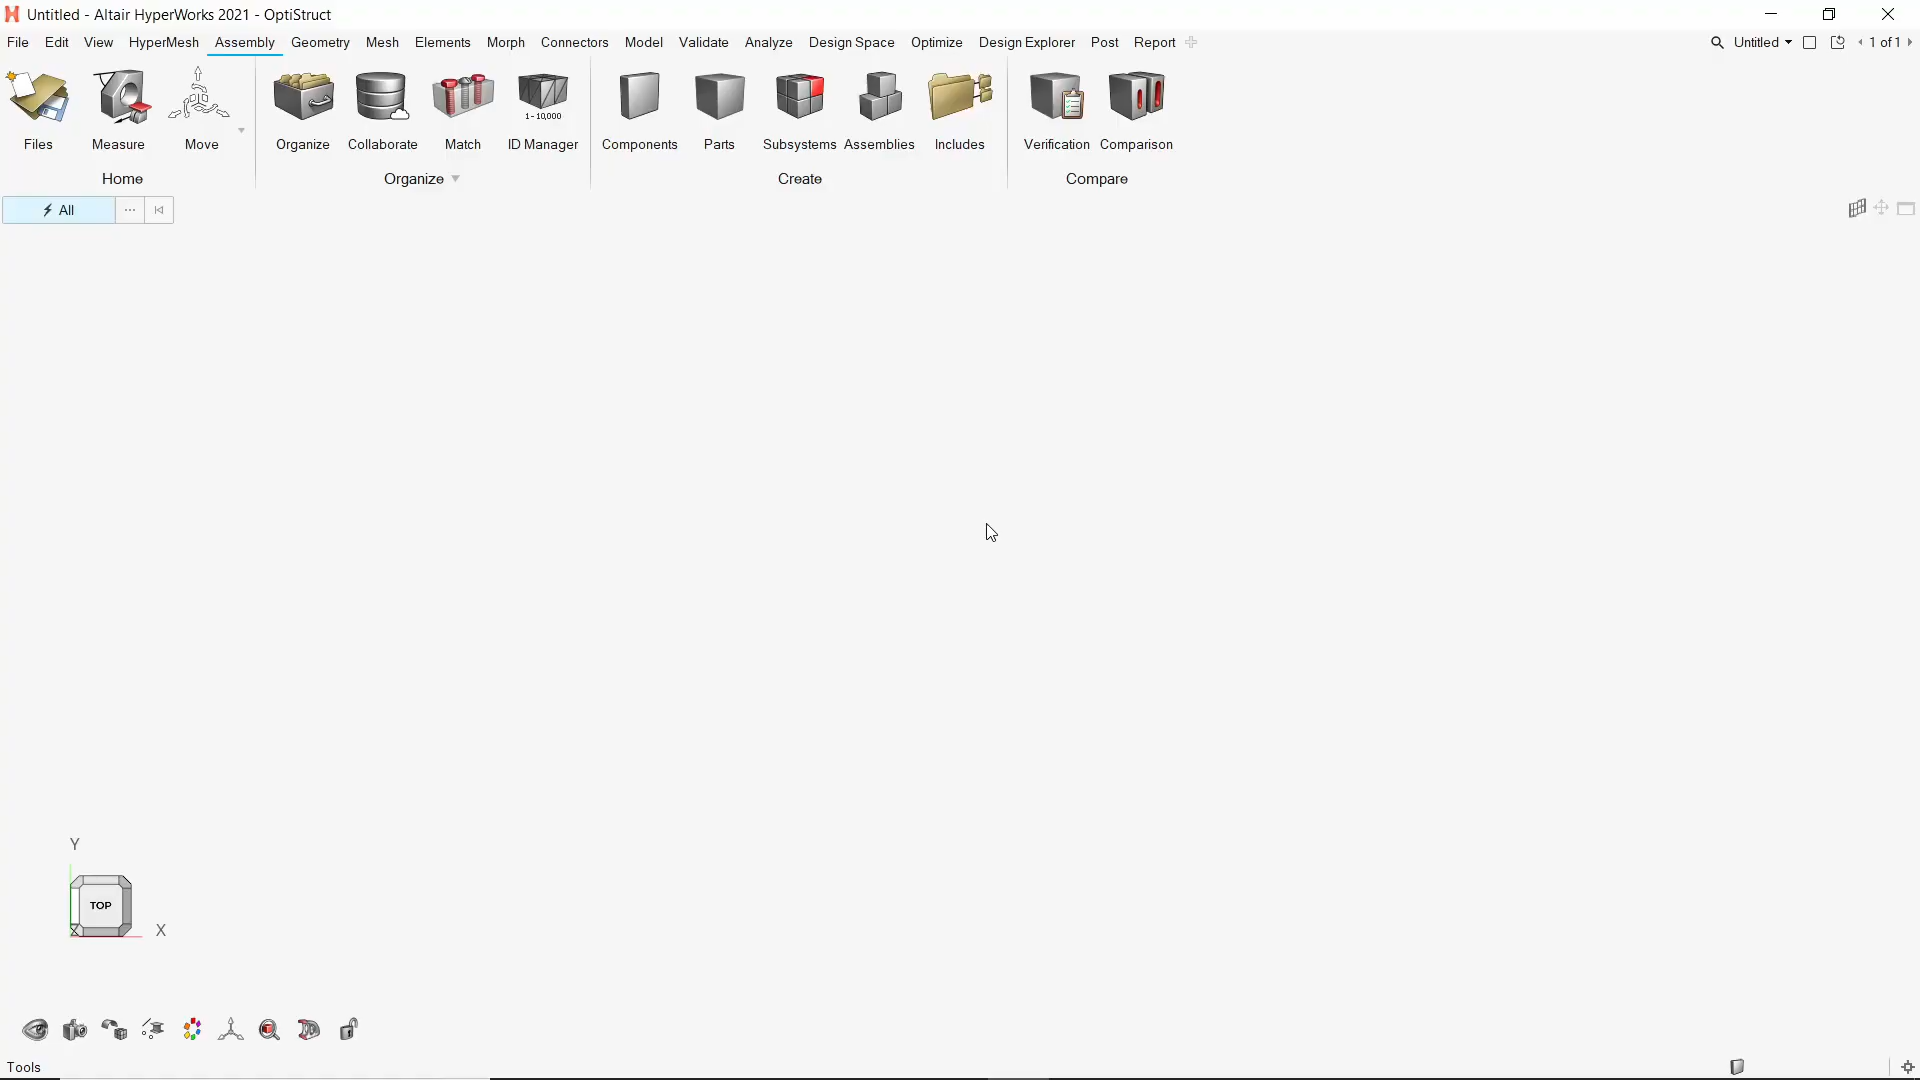 Untitled - Altair HyperWorks 2021 - OptiStruct
File Edit View HyperMesh Assembly Geometry Mesh Elements Morph Connectors Model Validate Analyze Design Space Optimize Design Explorer Post Report Untitled 1 of 1
1-10,000
Files Measure Move Organize Collaborate Match ID Manager Components Parts Subsystems Assemblies Includes Verification Comparison
Home Organize Create Compare
All ...
Y
TOP
Z X
Tools